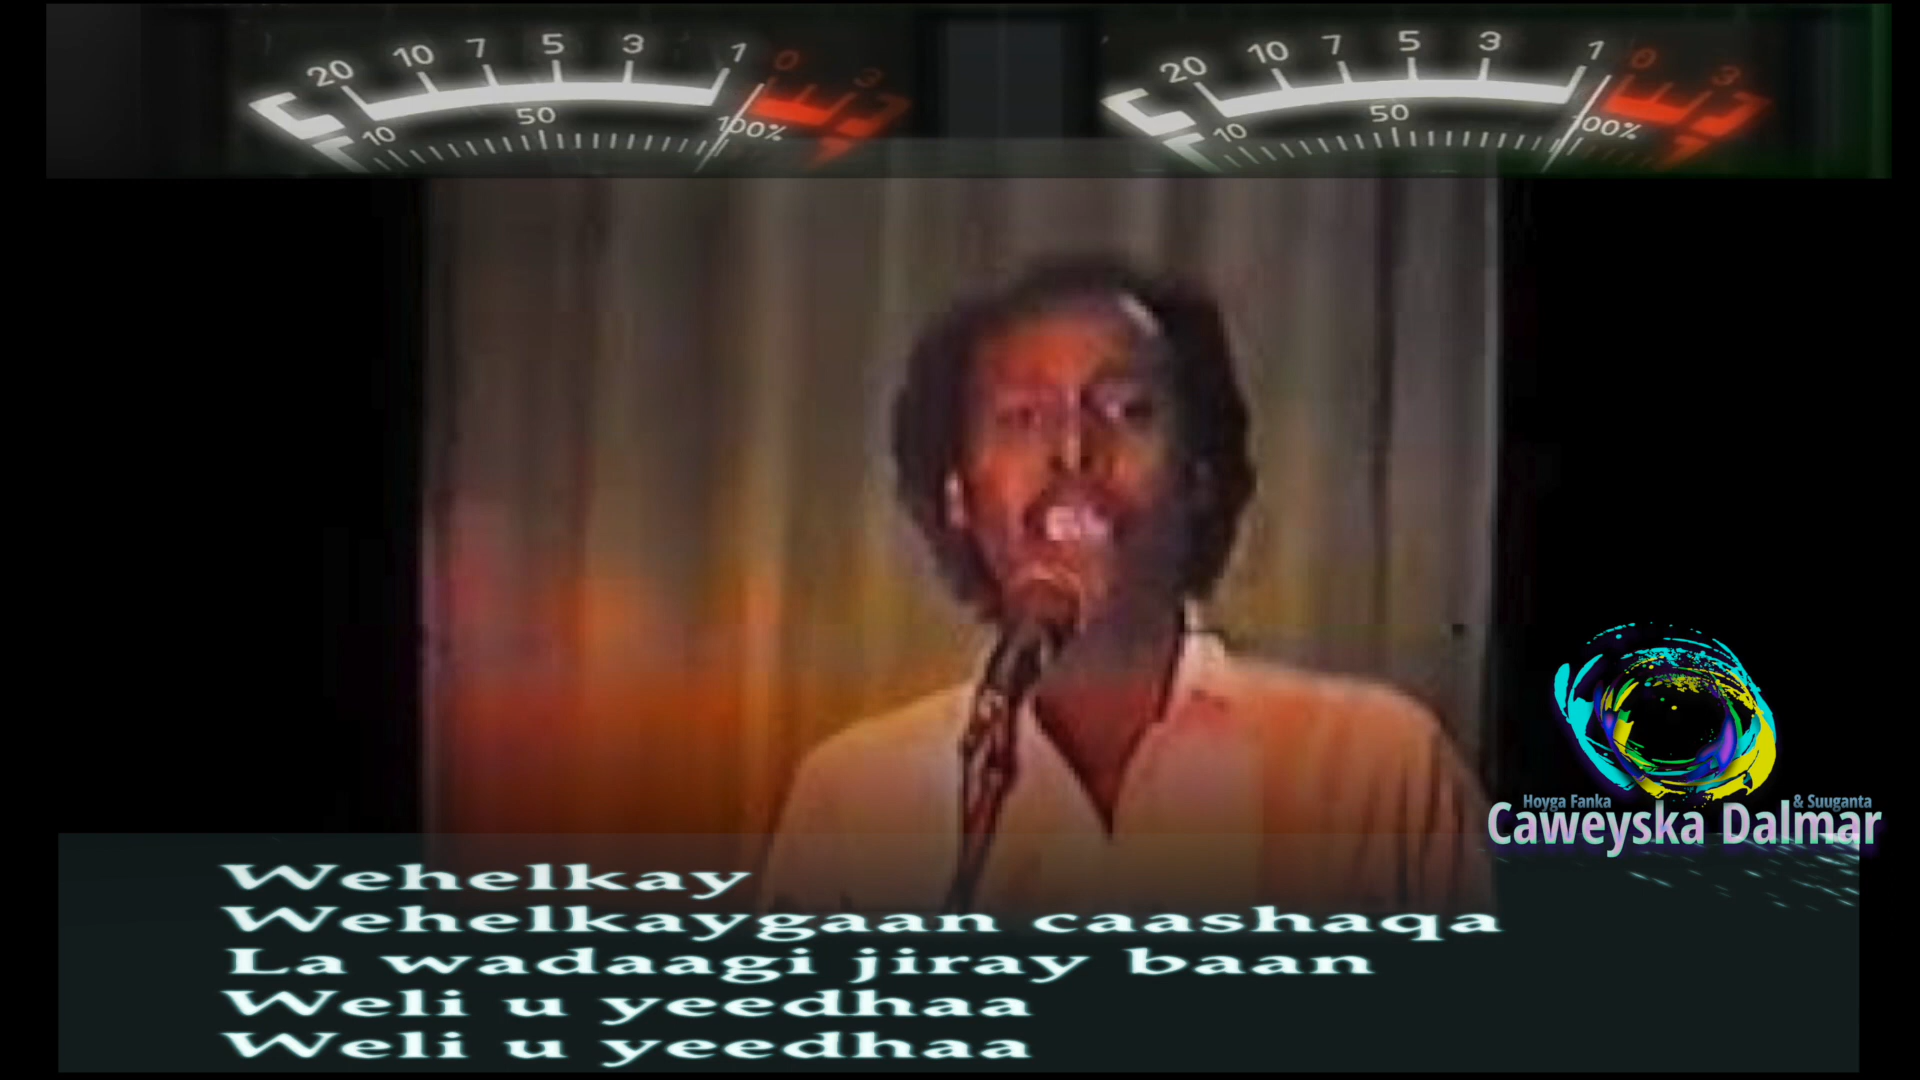 20 10 7 5 3 1 0 3
10 50 100%
20 10 7 5 3 1 0 3
10 50 100%
Hoyga Fanka & Suuganta
Caweyska Dalmar
Wehelkay
Wehelkaygaan caashaqa
La wadaagi jiray baan
Weli u yeedhaa
Weli u yeedhaa